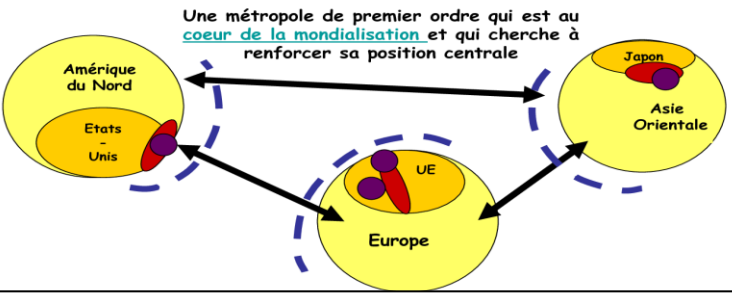 Une métropole de premier ordre qui est au
coeur de la mondialisation et qui cherche à
renforcer sa position centrale
Amérique
du Nord
Etats
-
Unis
Japon
Asie
Orientale
UE
Europe